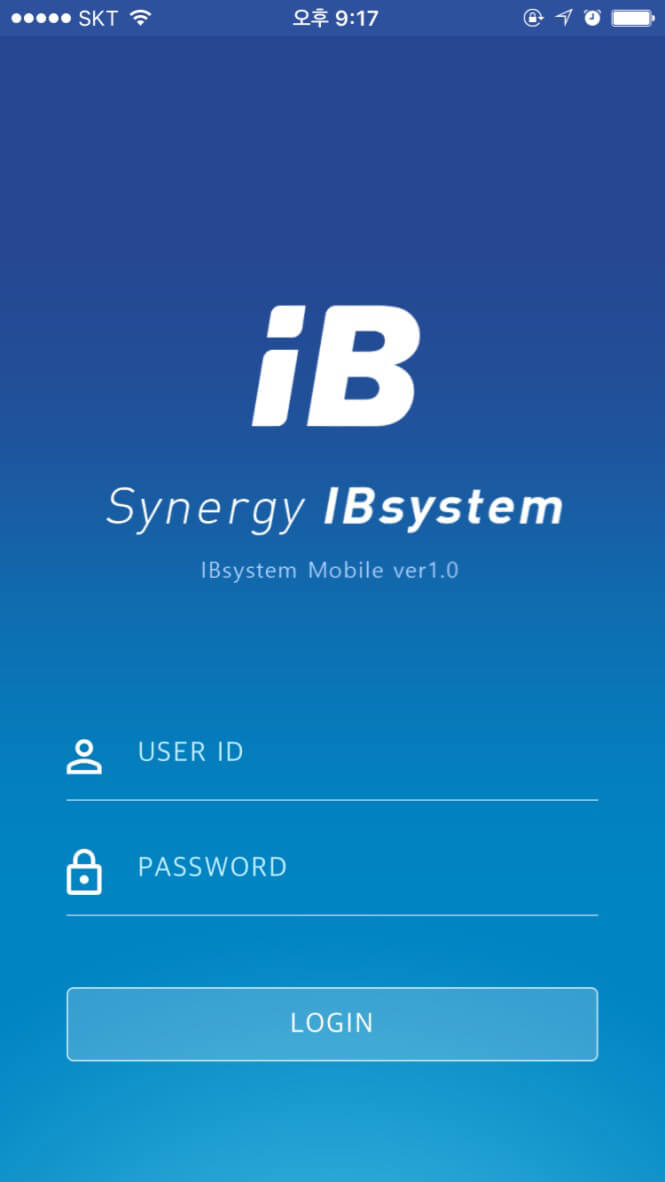 SKT 오후 9:17
iB
Synergy IBsystem
IBsystem Mobile ver1.0
USER ID
PASSWORD
LOGIN